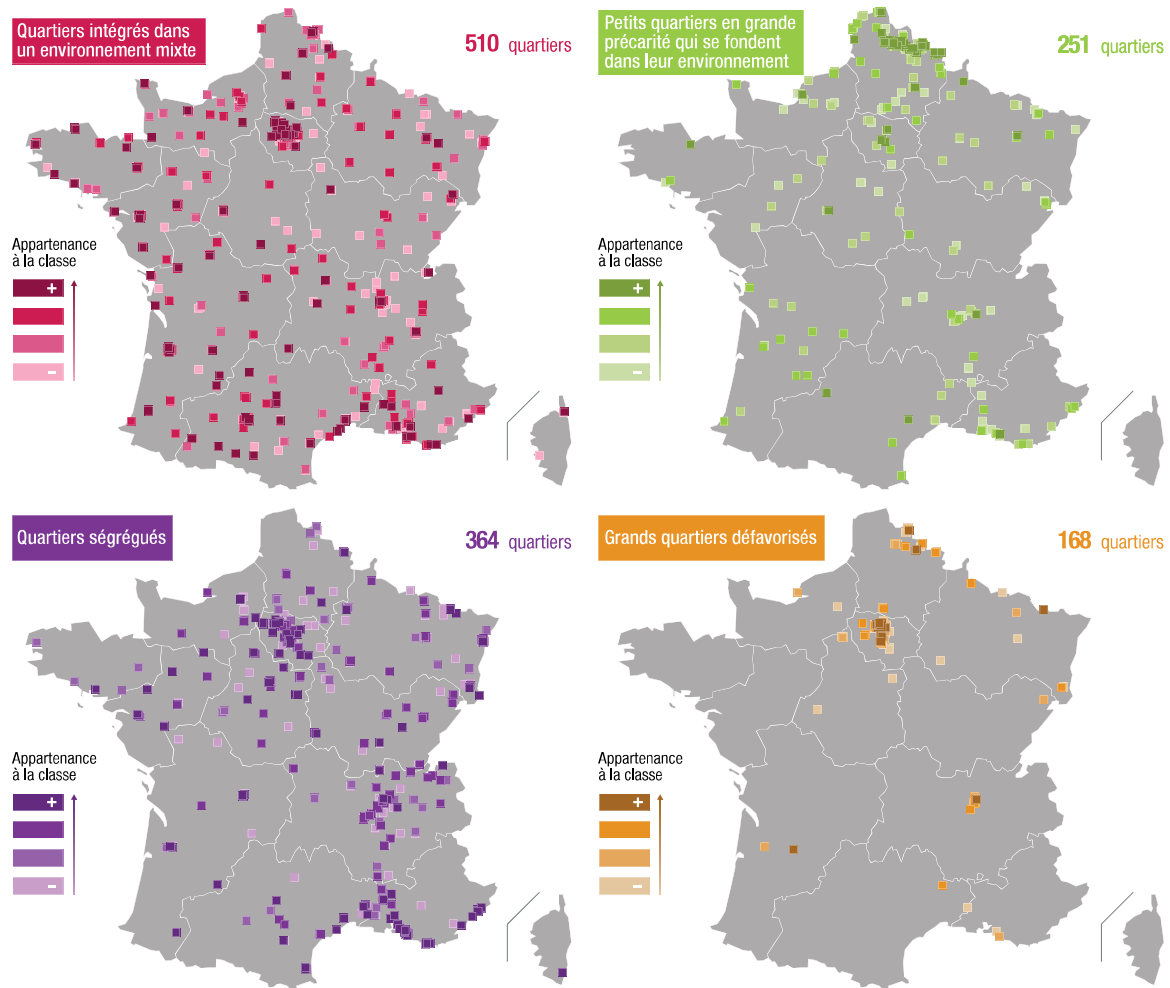 Quartiers intégrés dans
un environnement mixte
510 quartiers
Appartenance
à la classe
+
-
Petits quartiers en grande
précarité qui se fondent
dans leur environnement
251 quartiers
Appartenance
à la classe
+
-
Quartiers ségrégués
364 quartiers
Appartenance
à la classe
+
-
Grands quartiers défavorisés
168 quartiers
Appartenance
à la classe
+
-